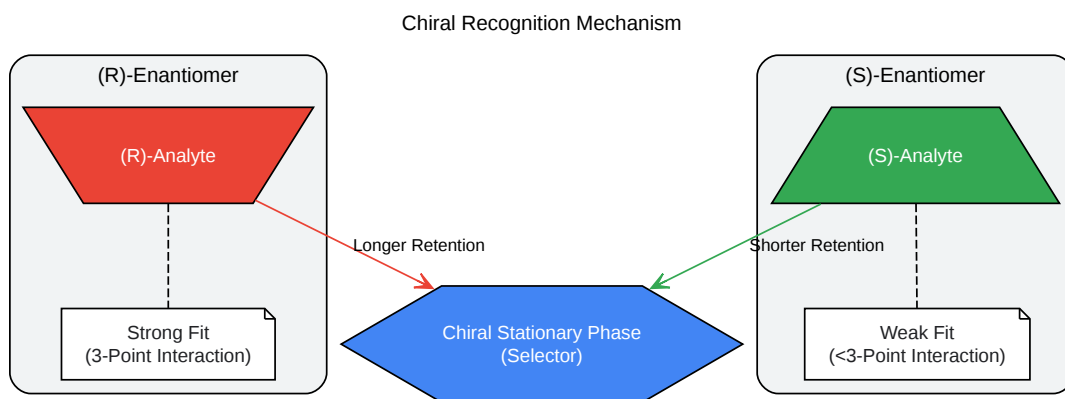 Chiral Recognition Mechanism
(R)-Enantiomer
(R)-Analyte
Strong Fit
(3-Point Interaction)
Longer Retention
Chiral Stationary Phase
(Selector)
(S)-Enantiomer
(S)-Analyte
Shorter Retention
Weak Fit
(<3-Point Interaction)